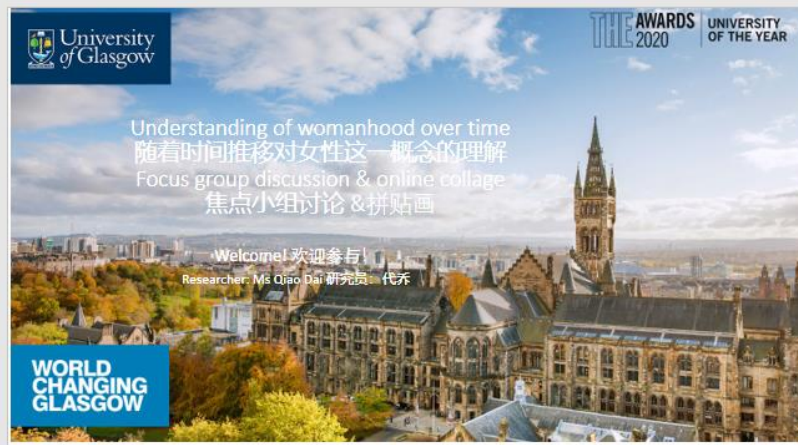 University
of Glasgow
THE AWARDS 2020
UNIVERSITY OF THE YEAR
Understanding of womanhood over time
随着时间推移对女性这一概念的理解
Focus group discussion & online collage
焦点小组讨论 &拼贴画
Welcome! 欢迎参与!
Researcher: Ms Qiao Dai 研究员：代乔
WORLD
CHANGING
GLASGOW